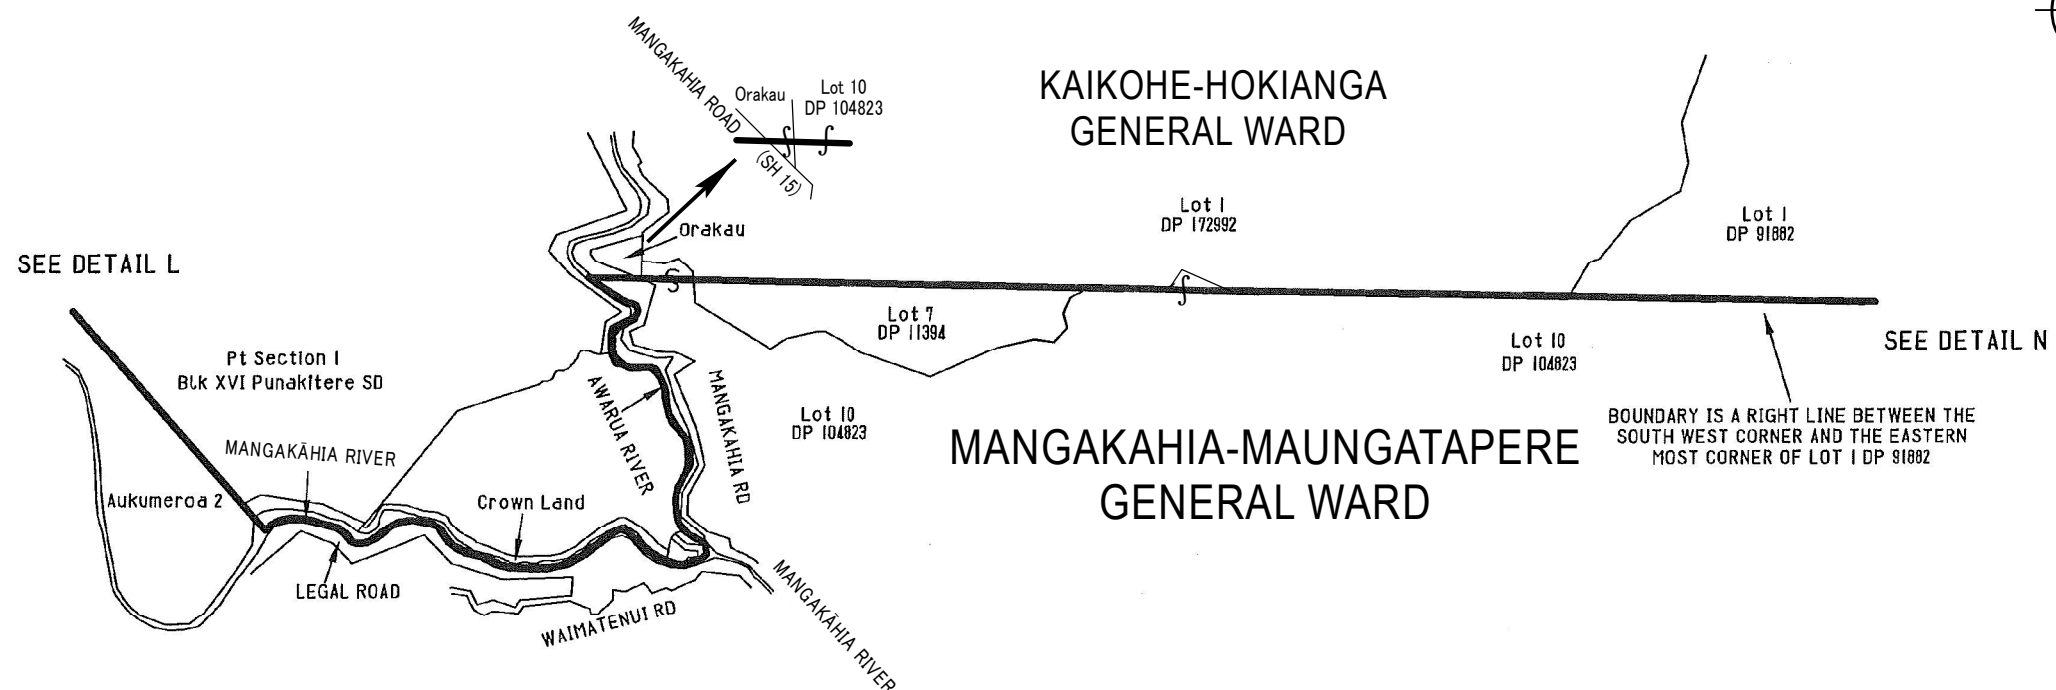 MANGAKAHIA ROAD
(SH 15)
Orakau
Lot 10
DP 104823
KAIKOHE-HOKIANGA
GENERAL WARD
Lot 1
DP 172992
Lot 1
DP 91882
Orakau
SEE DETAIL L
Lot 7
DP 11394
Lot 10
DP 104823
SEE DETAIL N
Pt Section 1
Blk XVI Punakitere SD
AWARUA RIVER
MANGAKAHIA RD
Lot 10
DP 104823
BOUNDARY IS A RIGHT LINE BETWEEN THE
SOUTH WEST CORNER AND THE EASTERN
MOST CORNER OF LOT 1 DP 91882
MANGAKAHIA-MAUNGATAPERE
GENERAL WARD
MANGAKĀHIA RIVER
Aukumeroa 2
Crown Land
LEGAL ROAD
WAIMATENUI RD
MANGAKĀHIA RIVER